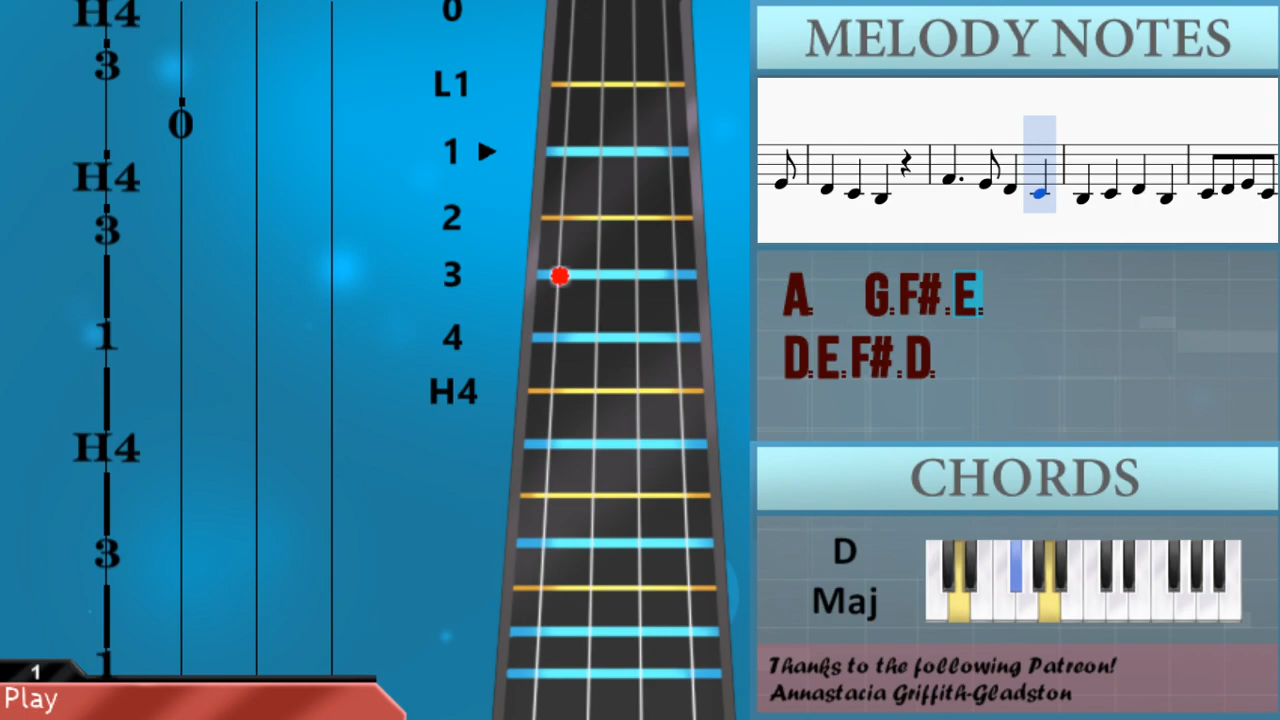 H4
3
0
H4
3
1
H4
3
1
1
Play
0
L1
1
2
3
4
H4
MELODY NOTES
A. G.F#.E.
D.E.F#.D.
CHORDS
D
Maj
Thanks to the following Patreon!
Annastacia Griffith-Gladston